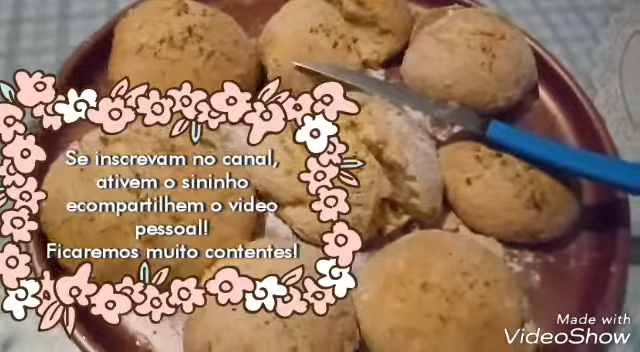 Se inscrevam no canal,
ativem o sininho
ecompartilhem o video
pessoal!
Ficaremos muito contentes!
Made with
VideoShow